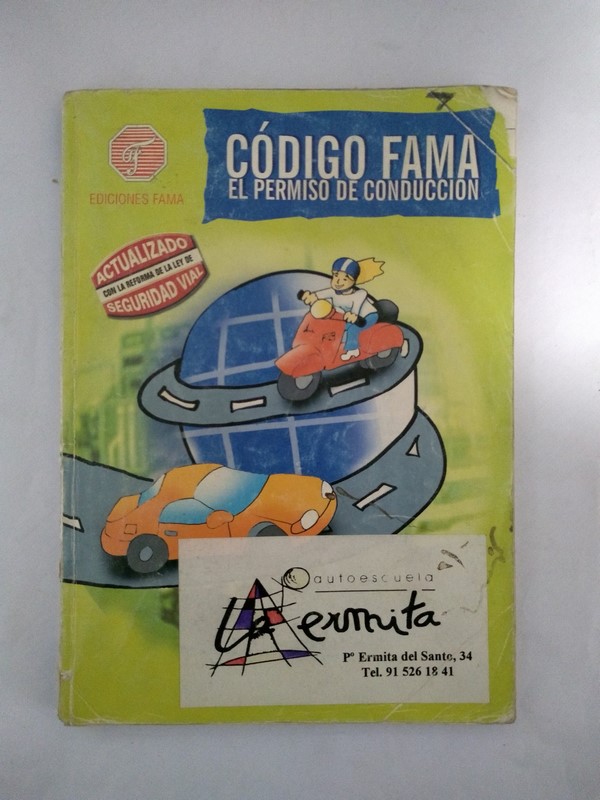 CÓDIGO FAMA
EL PERMISO DE CONDUCCIÓN
EDICIONES FAMA
ACTUALIZADO
CON LA REFORMA DE LA LEY DE
SEGURIDAD VIAL
autoescuela
La ermita
Pº Ermita del Santo, 34
Tel. 91 526 18 41